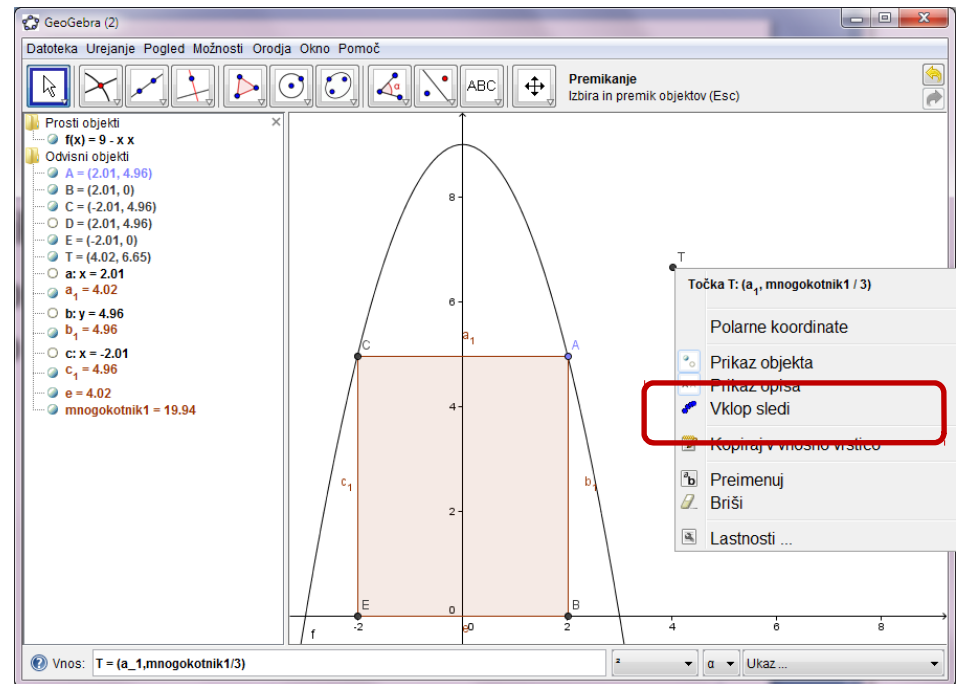 GeoGebra (2)
Datoteka Urejanje Pogled Možnosti Orodja Okno Pomoč
ABC
α
Premikanje
Izbira in premik objektov (Esc)
Prosti objekti
f(x) = 9 - x x
Odvisni objekti
A = (2.01, 4.96)
B = (2.01, 0)
C = (-2.01, 4.96)
D = (2.01, 4.96)
E = (-2.01, 0)
T = (4.02, 6.65)
a: x = 2.01
a₁ = 4.02
b: y = 4.96
b₁ = 4.96
c: x = -2.01
c₁ = 4.96
e = 4.02
mnogokotnik1 = 19.94
8
6
4
2
0
-2
0
2
4
6
8
T
a₁
C
A
c₁
b₁
E
B
e
f
Točka T: (a₁, mnogokotnik1 / 3)
Polarne koordinate
Prikaz objekta
Prikaz opisa
Vklop sledi
Kopiraj v vnosno vrstico
Preimenuj
Briši
Lastnosti ...
Vnos: T = (a_1,mnogokotnik1/3)
²
α
Ukaz ...